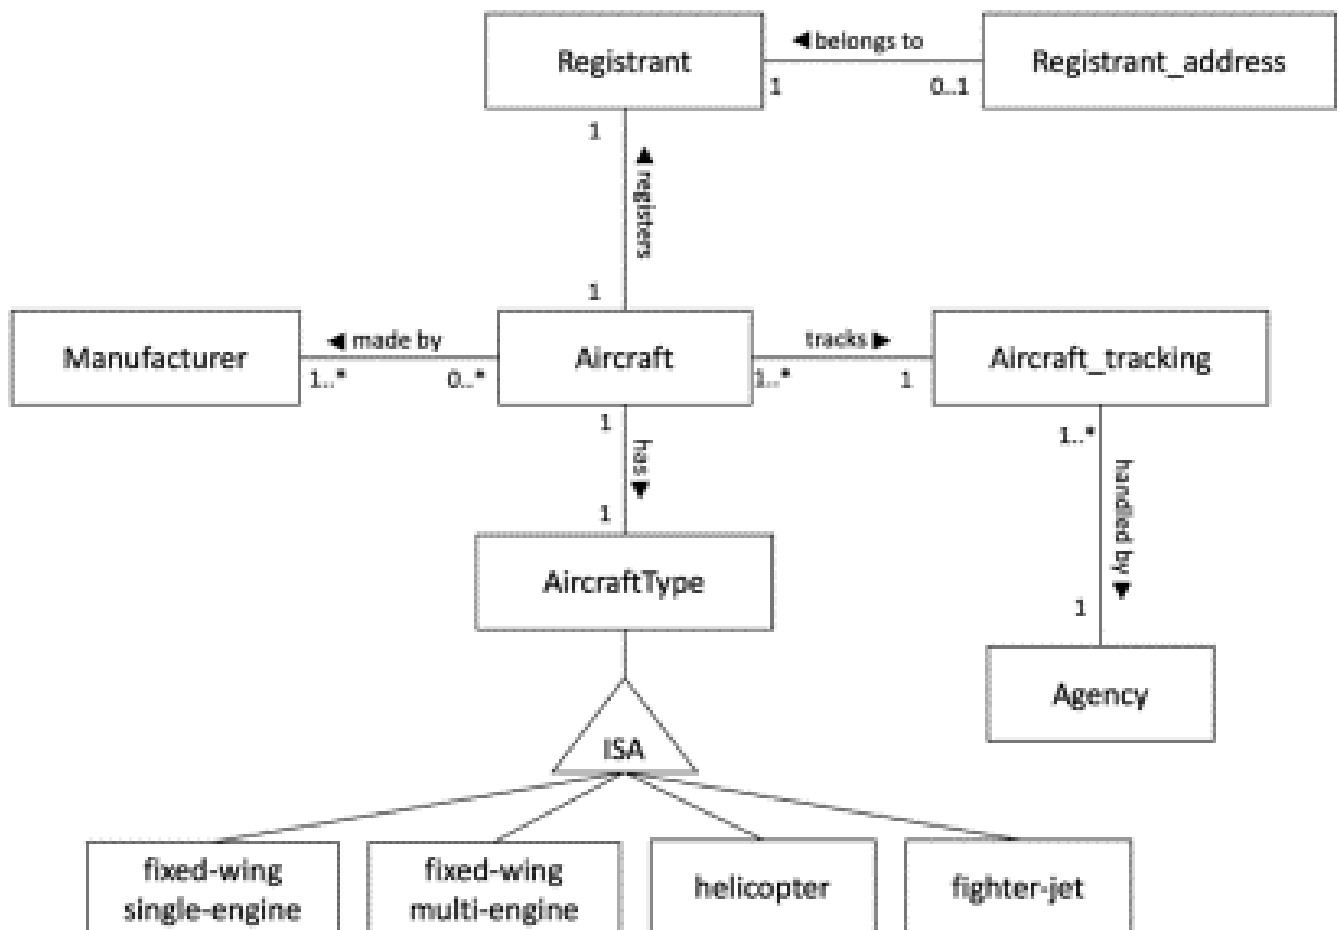 Registrant
◄belongs to
Registrant_address
1
0..1
1
◄registers
1
Manufacturer
◄ made by
Aircraft
tracks ►
Aircraft_tracking
1..*
0..*
1..*
1
1
has ►
1
1..*
handled by ►
1
AircraftType
Agency
ISA
fixed-wing
single-engine
fixed-wing
multi-engine
helicopter
fighter-jet